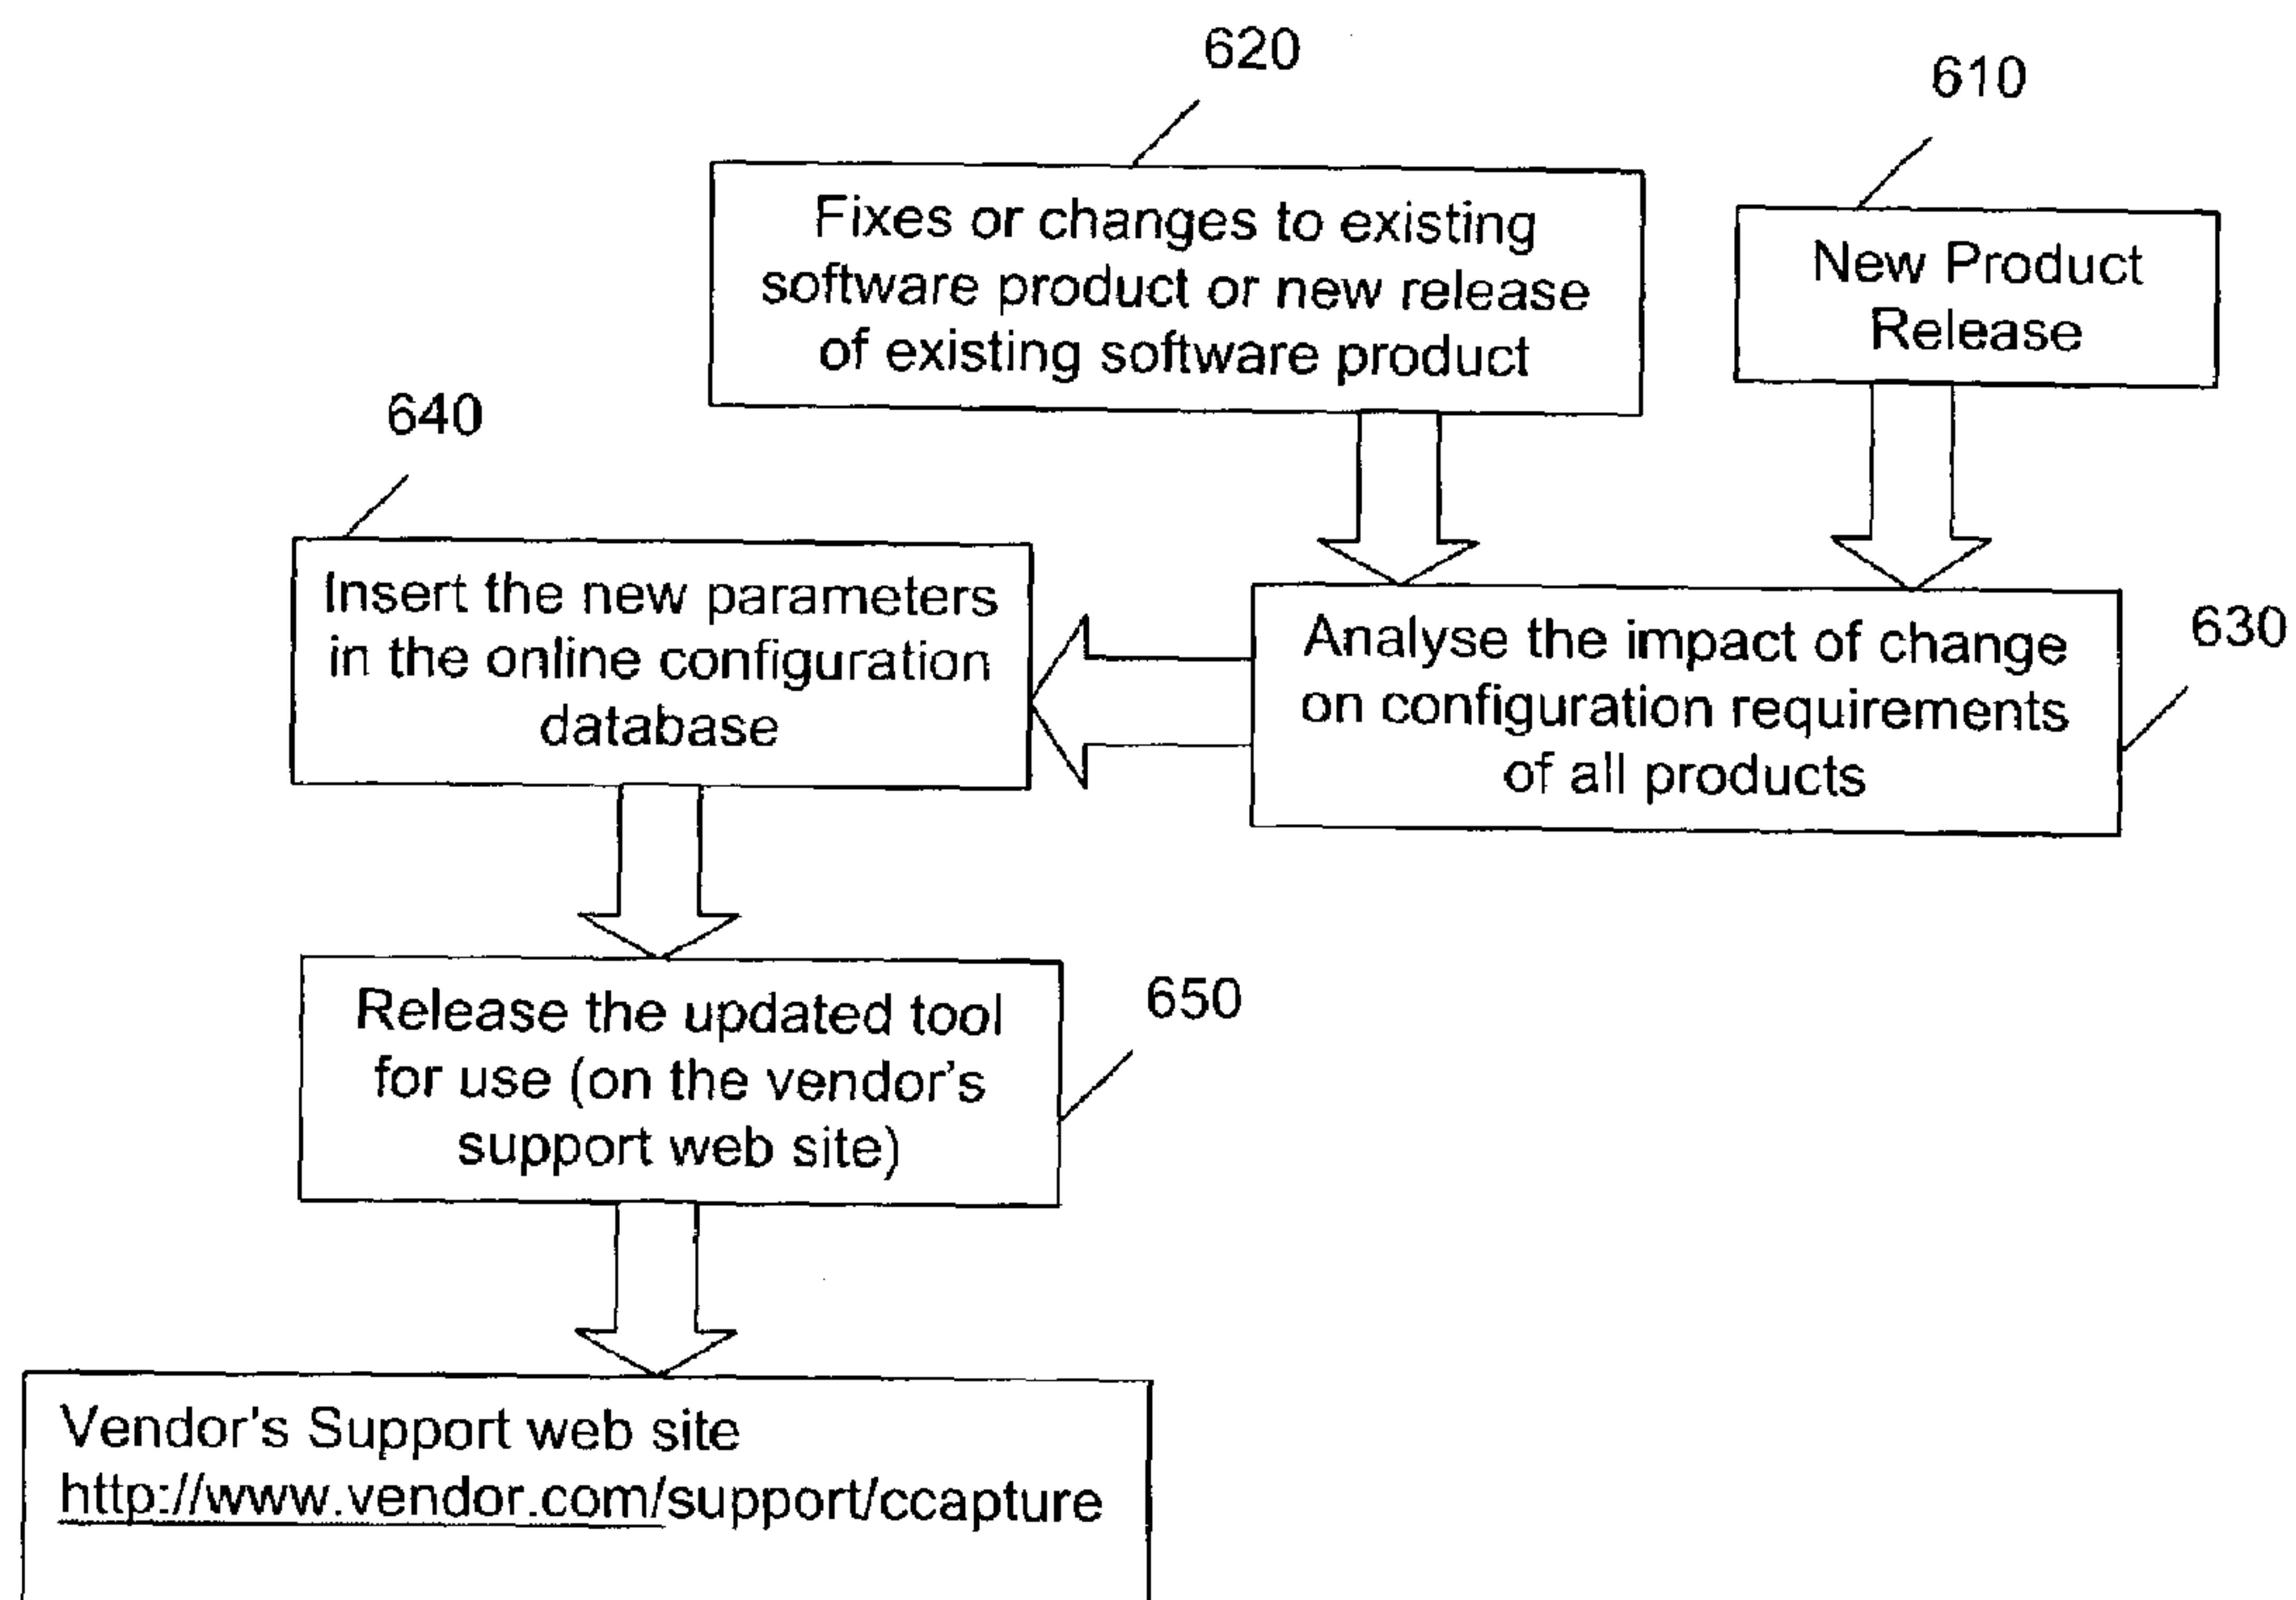 620
610
Fixes or changes to existing
software product or new release
of existing software product
New Product
Release
640
Insert the new parameters
in the online configuration
database
Analyse the impact of change
on configuration requirements
of all products
630
Release the updated tool
for use (on the vendor's
support web site)
650
Vendor's Support web site
http://www.vendor.com/support/ccapture